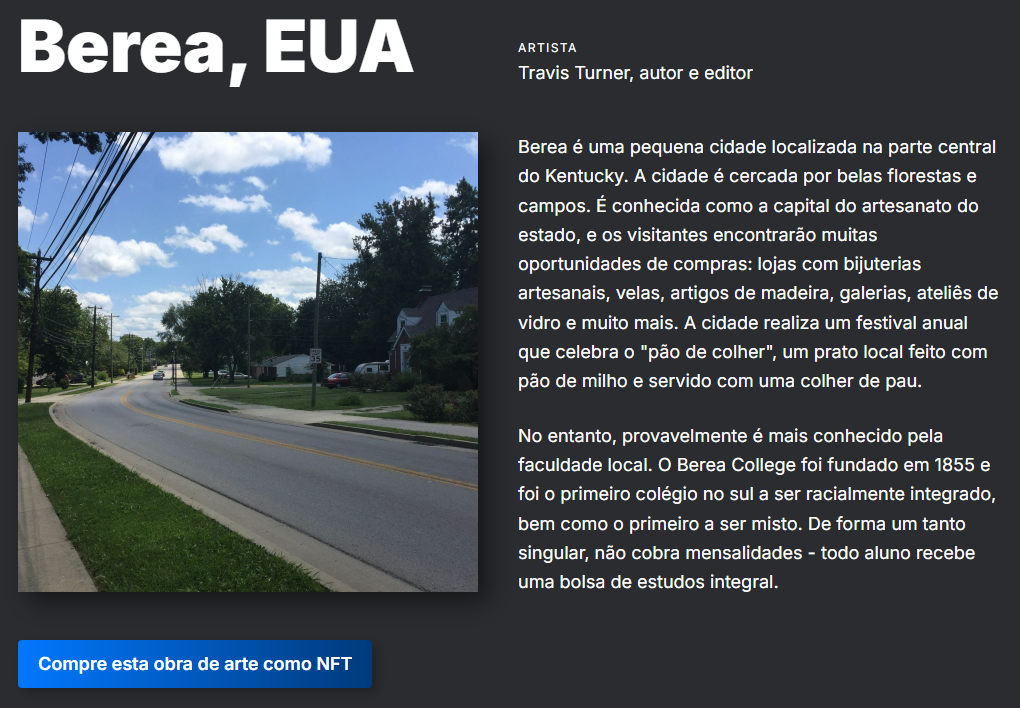 Berea, EUA
ARTISTA
Travis Turner, autor e editor
Berea é uma pequena cidade localizada na parte central
do Kentucky. A cidade é cercada por belas florestas e
campos. É conhecida como a capital do artesanato do
estado, e os visitantes encontrarão muitas
oportunidades de compras: lojas com bijuterias
artesanais, velas, artigos de madeira, galerias, ateliês de
vidro e muito mais. A cidade realiza um festival anual
que celebra o "pão de colher", um prato local feito com
pão de milho e servido com uma colher de pau.
No entanto, provavelmente é mais conhecido pela
faculdade local. O Berea College foi fundado em 1855 e
foi o primeiro colégio no sul a ser racialmente integrado,
bem como o primeiro a ser misto. De forma um tanto
singular, não cobra mensalidades - todo aluno recebe
uma bolsa de estudos integral.
Compre esta obra de arte como NFT